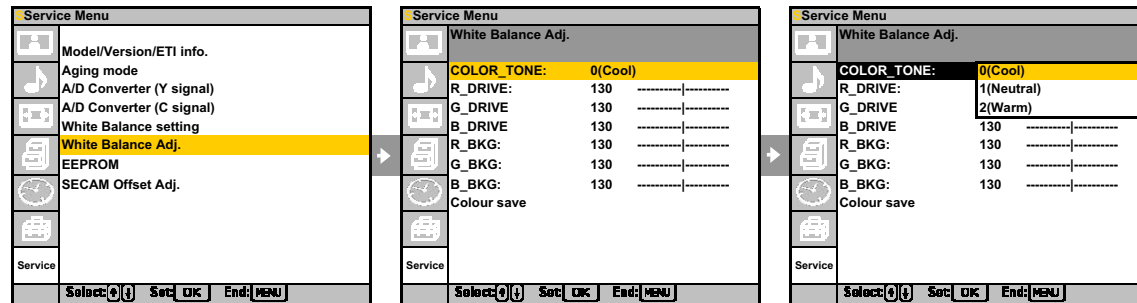 Service Menu
Model/Version/ETI info.
Aging mode
A/D Converter (Y signal)
A/D Converter (C signal)
White Balance setting
White Balance Adj.
EEPROM
SECAM Offset Adj.
Service
Select: Set: OK End: MENU
Service Menu
White Balance Adj.
COLOR_TONE: 0(Cool)
R_DRIVE: 130 ----------|----------
G_DRIVE 130 ----------|----------
B_DRIVE 130 ----------|----------
R_BKG: 130 ----------|----------
G_BKG: 130 ----------|----------
B_BKG: 130 ----------|----------
Colour save
Service
Select: Set: OK End: MENU
Service Menu
White Balance Adj.
COLOR_TONE: 0(Cool)
R_DRIVE: 1(Neutral)
G_DRIVE 2(Warm)
B_DRIVE 130 ----------|----------
R_BKG: 130 ----------|----------
G_BKG: 130 ----------|----------
B_BKG: 130 ----------|----------
Colour save
Service
Select: Set: OK End: MENU